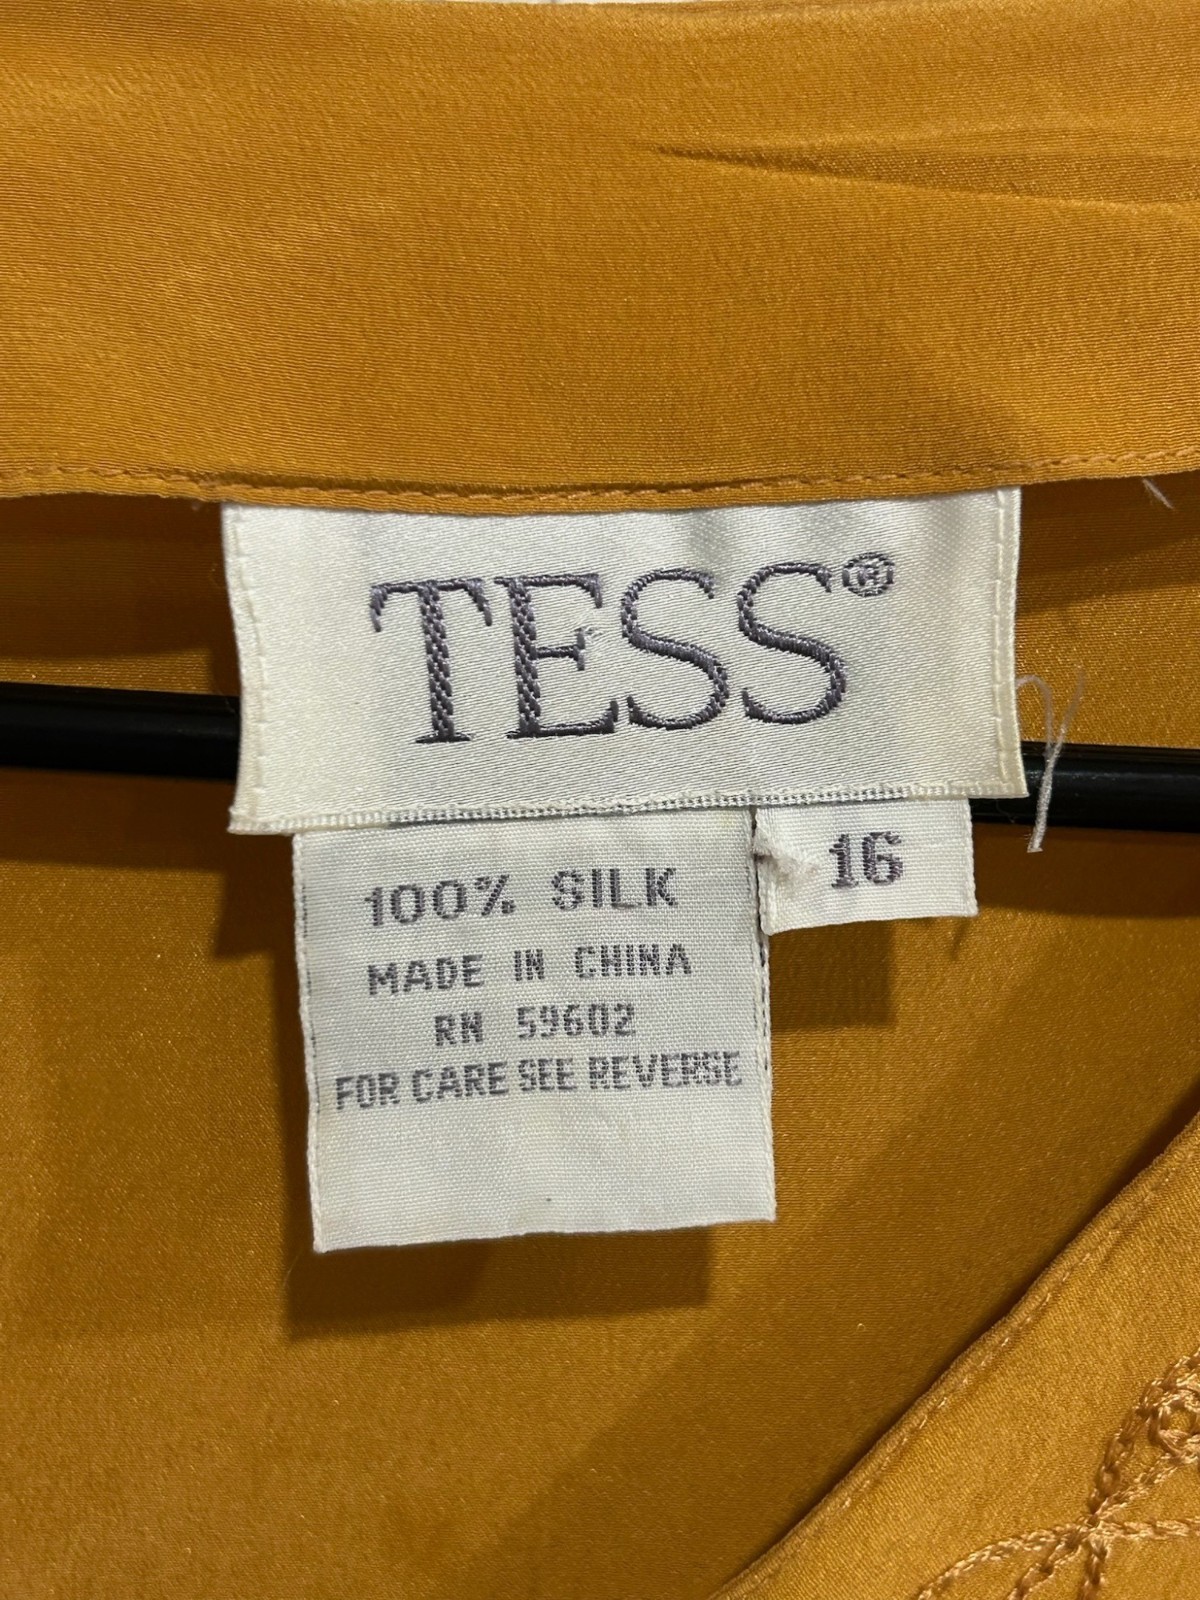 TESS®
16
100% SILK
MADE IN CHINA
RN 59602
FOR CARE SEE REVERSE